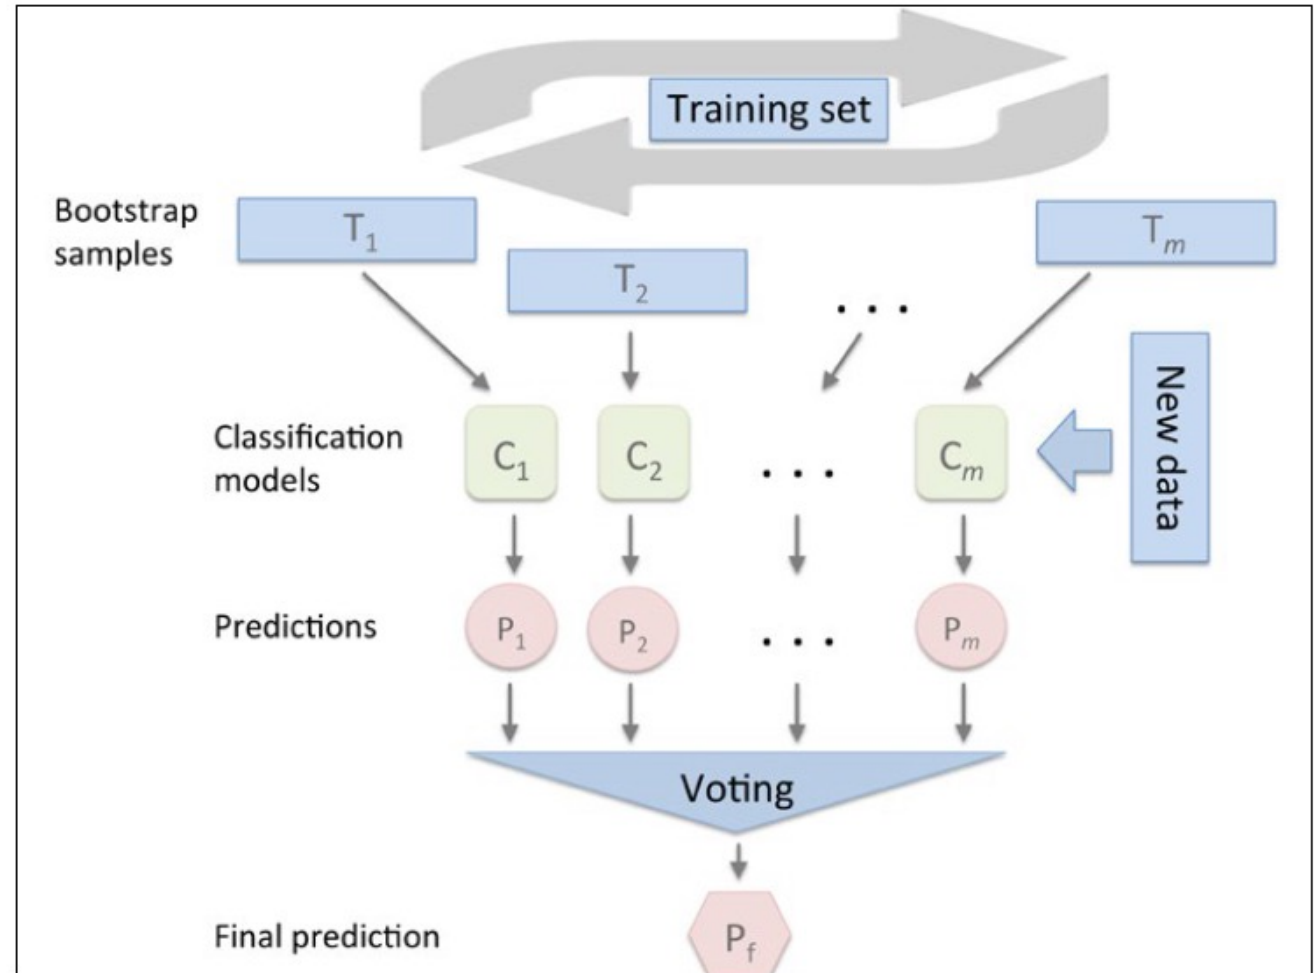 Training set
Bootstrap
samples
T1
T2
Tm
. . .
New data
Classification
models
C1
C2
. . .
Cm
Predictions
P1
P2
. . .
Pm
Voting
Final prediction
Pf